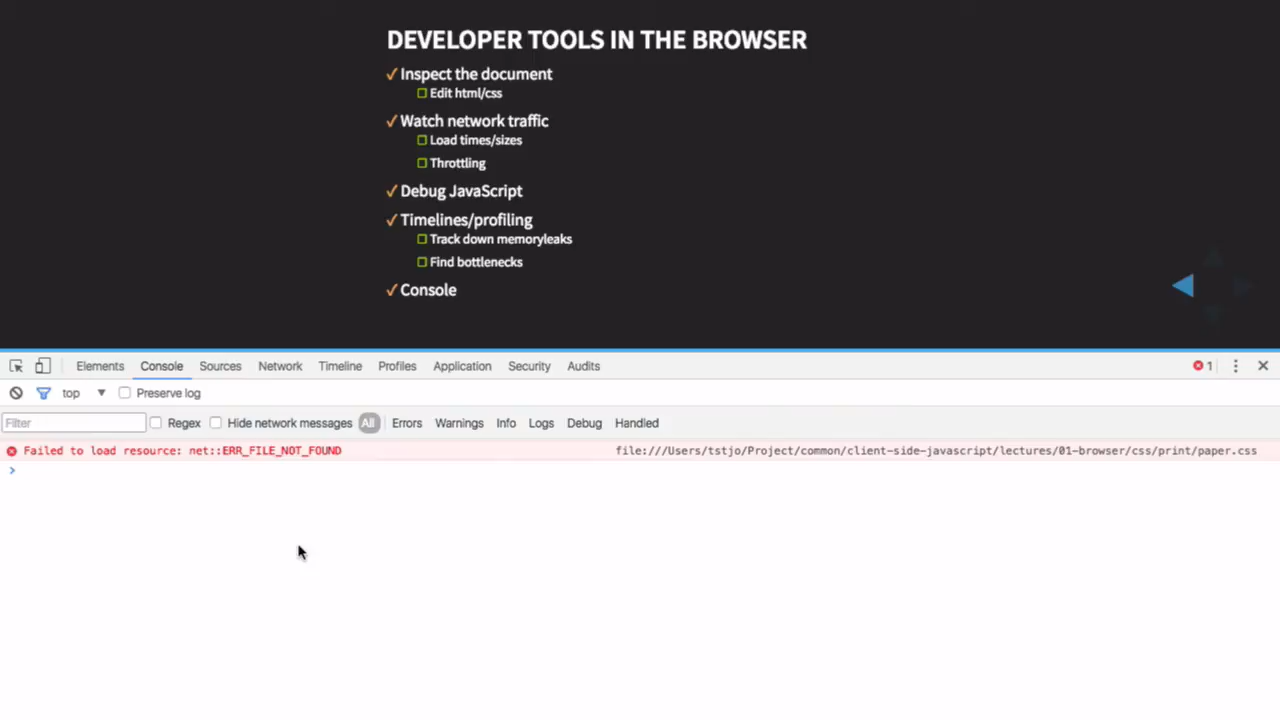 DEVELOPER TOOLS IN THE BROWSER
Inspect the document
Edit html/css
Watch network traffic
Load times/sizes
Throttling
Debug JavaScript
Timelines/profiling
Track down memoryleaks
Find bottlenecks
Console
Elements Console Sources Network Timeline Profiles Application Security Audits 1
top Preserve log
Filter Regex Hide network messages All Errors Warnings Info Logs Debug Handled
Failed to load resource: net::ERR_FILE_NOT_FOUND file:///Users/tstjo/Project/common/client-side-javascript/lectures/01-browser/css/print/paper.css